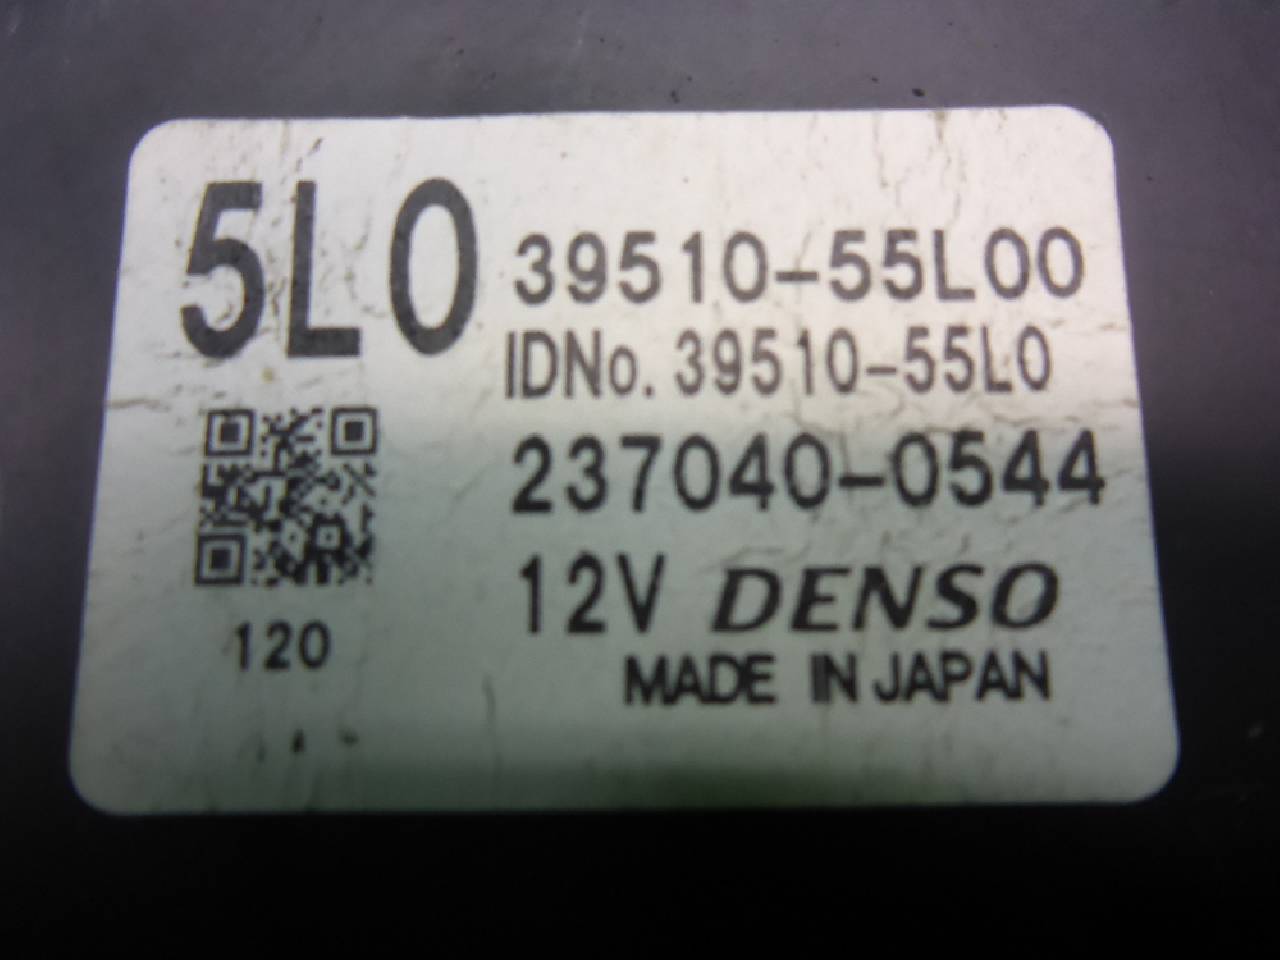 5L0
39510-55L00
IDNo. 39510-55L0
237040-0544
12V DENSO
MADE IN JAPAN
120